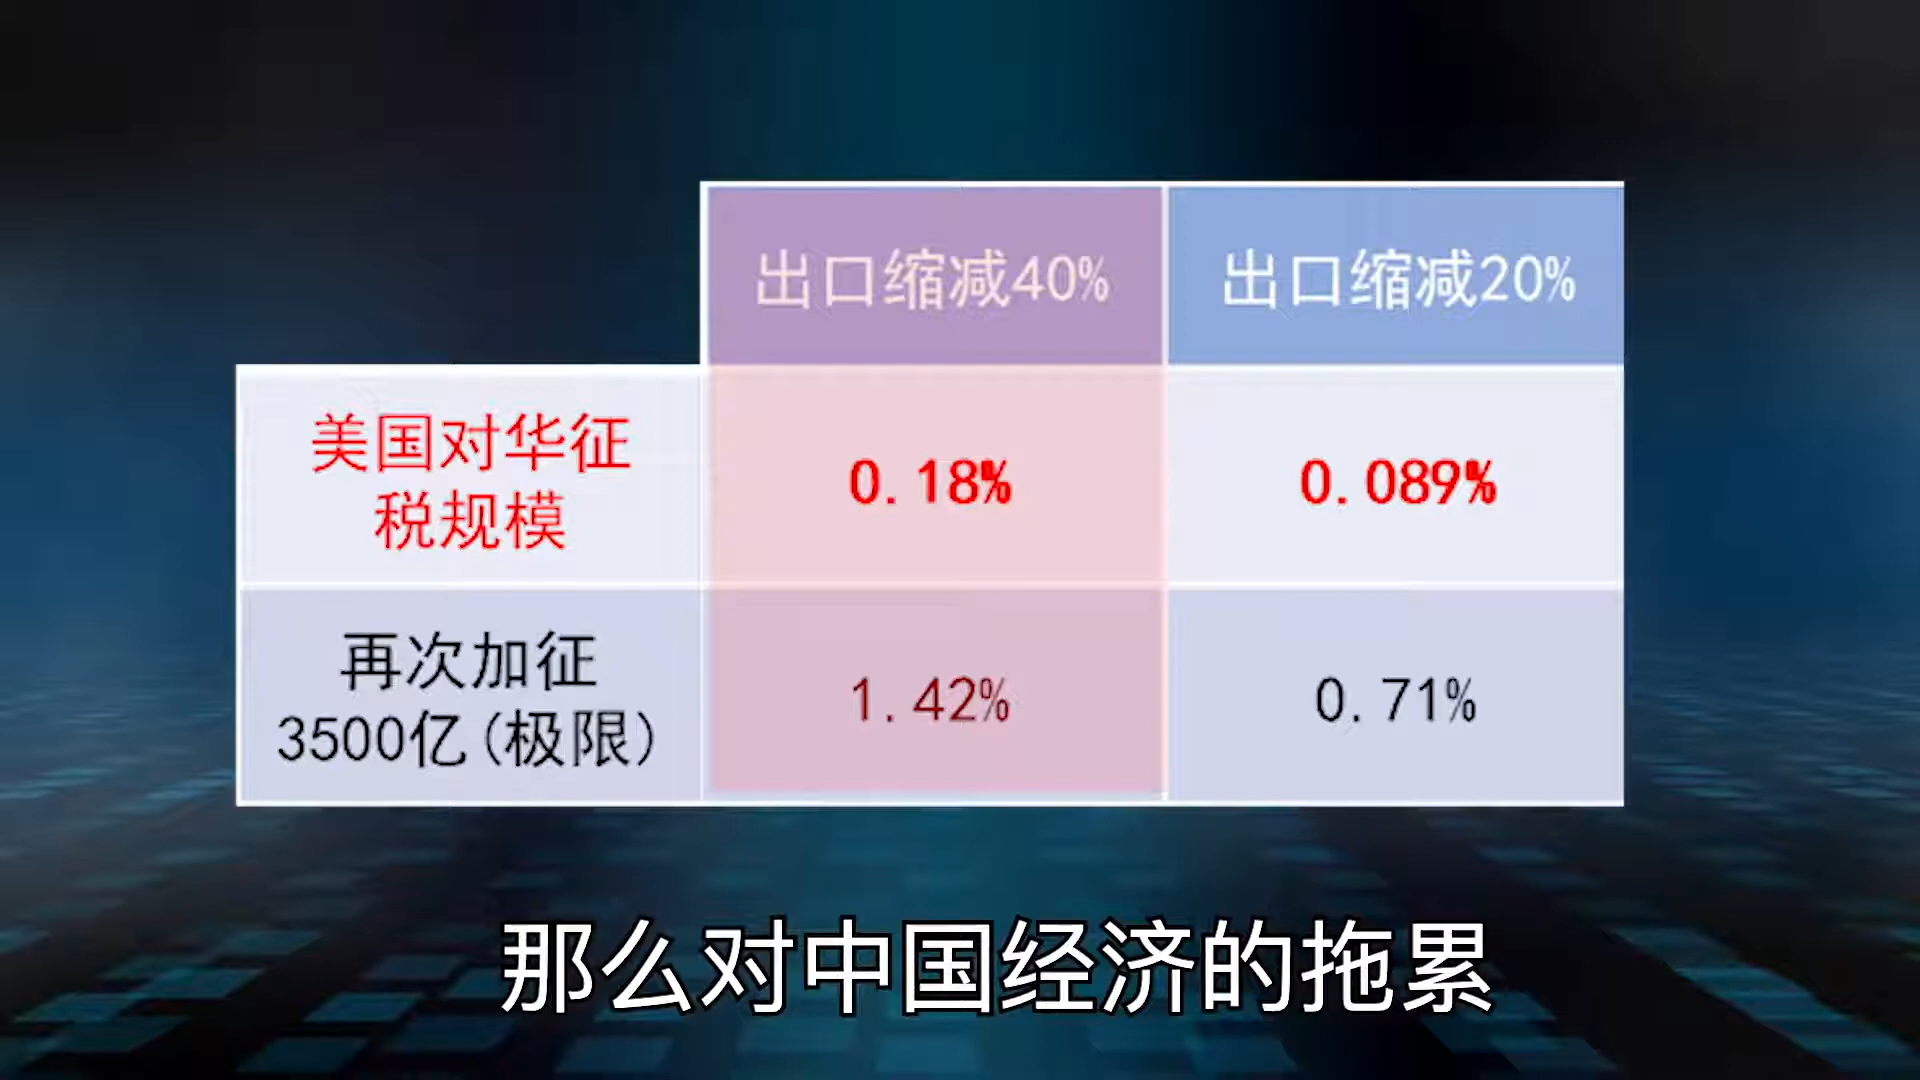 出口缩减40%
出口缩减20%
美国对华征
税规模
0.18%
0.089%
再次加征
3500亿(极限)
1.42%
0.71%
那么对中国经济的拖累